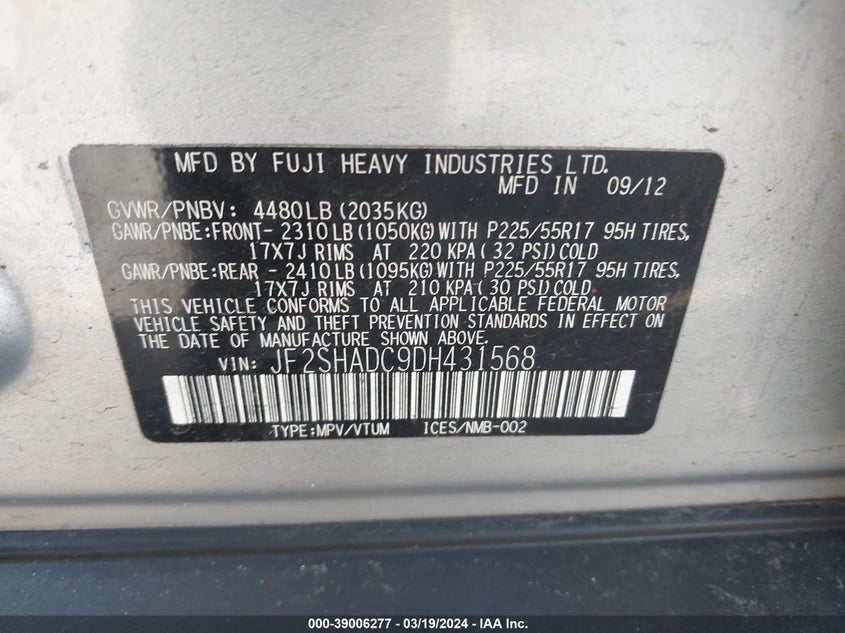 MFD BY FUJI HEAVY INDUSTRIES LTD.
MFD IN 09/12
GVWR/PNBV: 4480LB(2035KG)
GAWR/PNBE:FRONT- 2310LB(1050KG)WITH P225/55R17 95H TIRES,
17X7J RIMS AT 220 KPA( 32 PSI)COLD
GAWR/PNBE:REAR - 2410LB(1095KG)WITH P225/55R17 95H TIRES,
17X7J RIMS AT 210 KPA( 30 PSI)COLD
THIS VEHICLE CONFORMS TO ALL APPLICABLE FEDERAL MOTOR
VEHICLE SAFETY AND THEFT PREVENTION STANDARDS IN EFFECT ON
THE DATE OF MANUFACTURE SHOWN ABOVE.
VIN: JF2SHADC9DH431568
TYPE:MPV/VTUM ICES/NMB-002
000-39006277 - 03/19/2024 - IAA Inc.